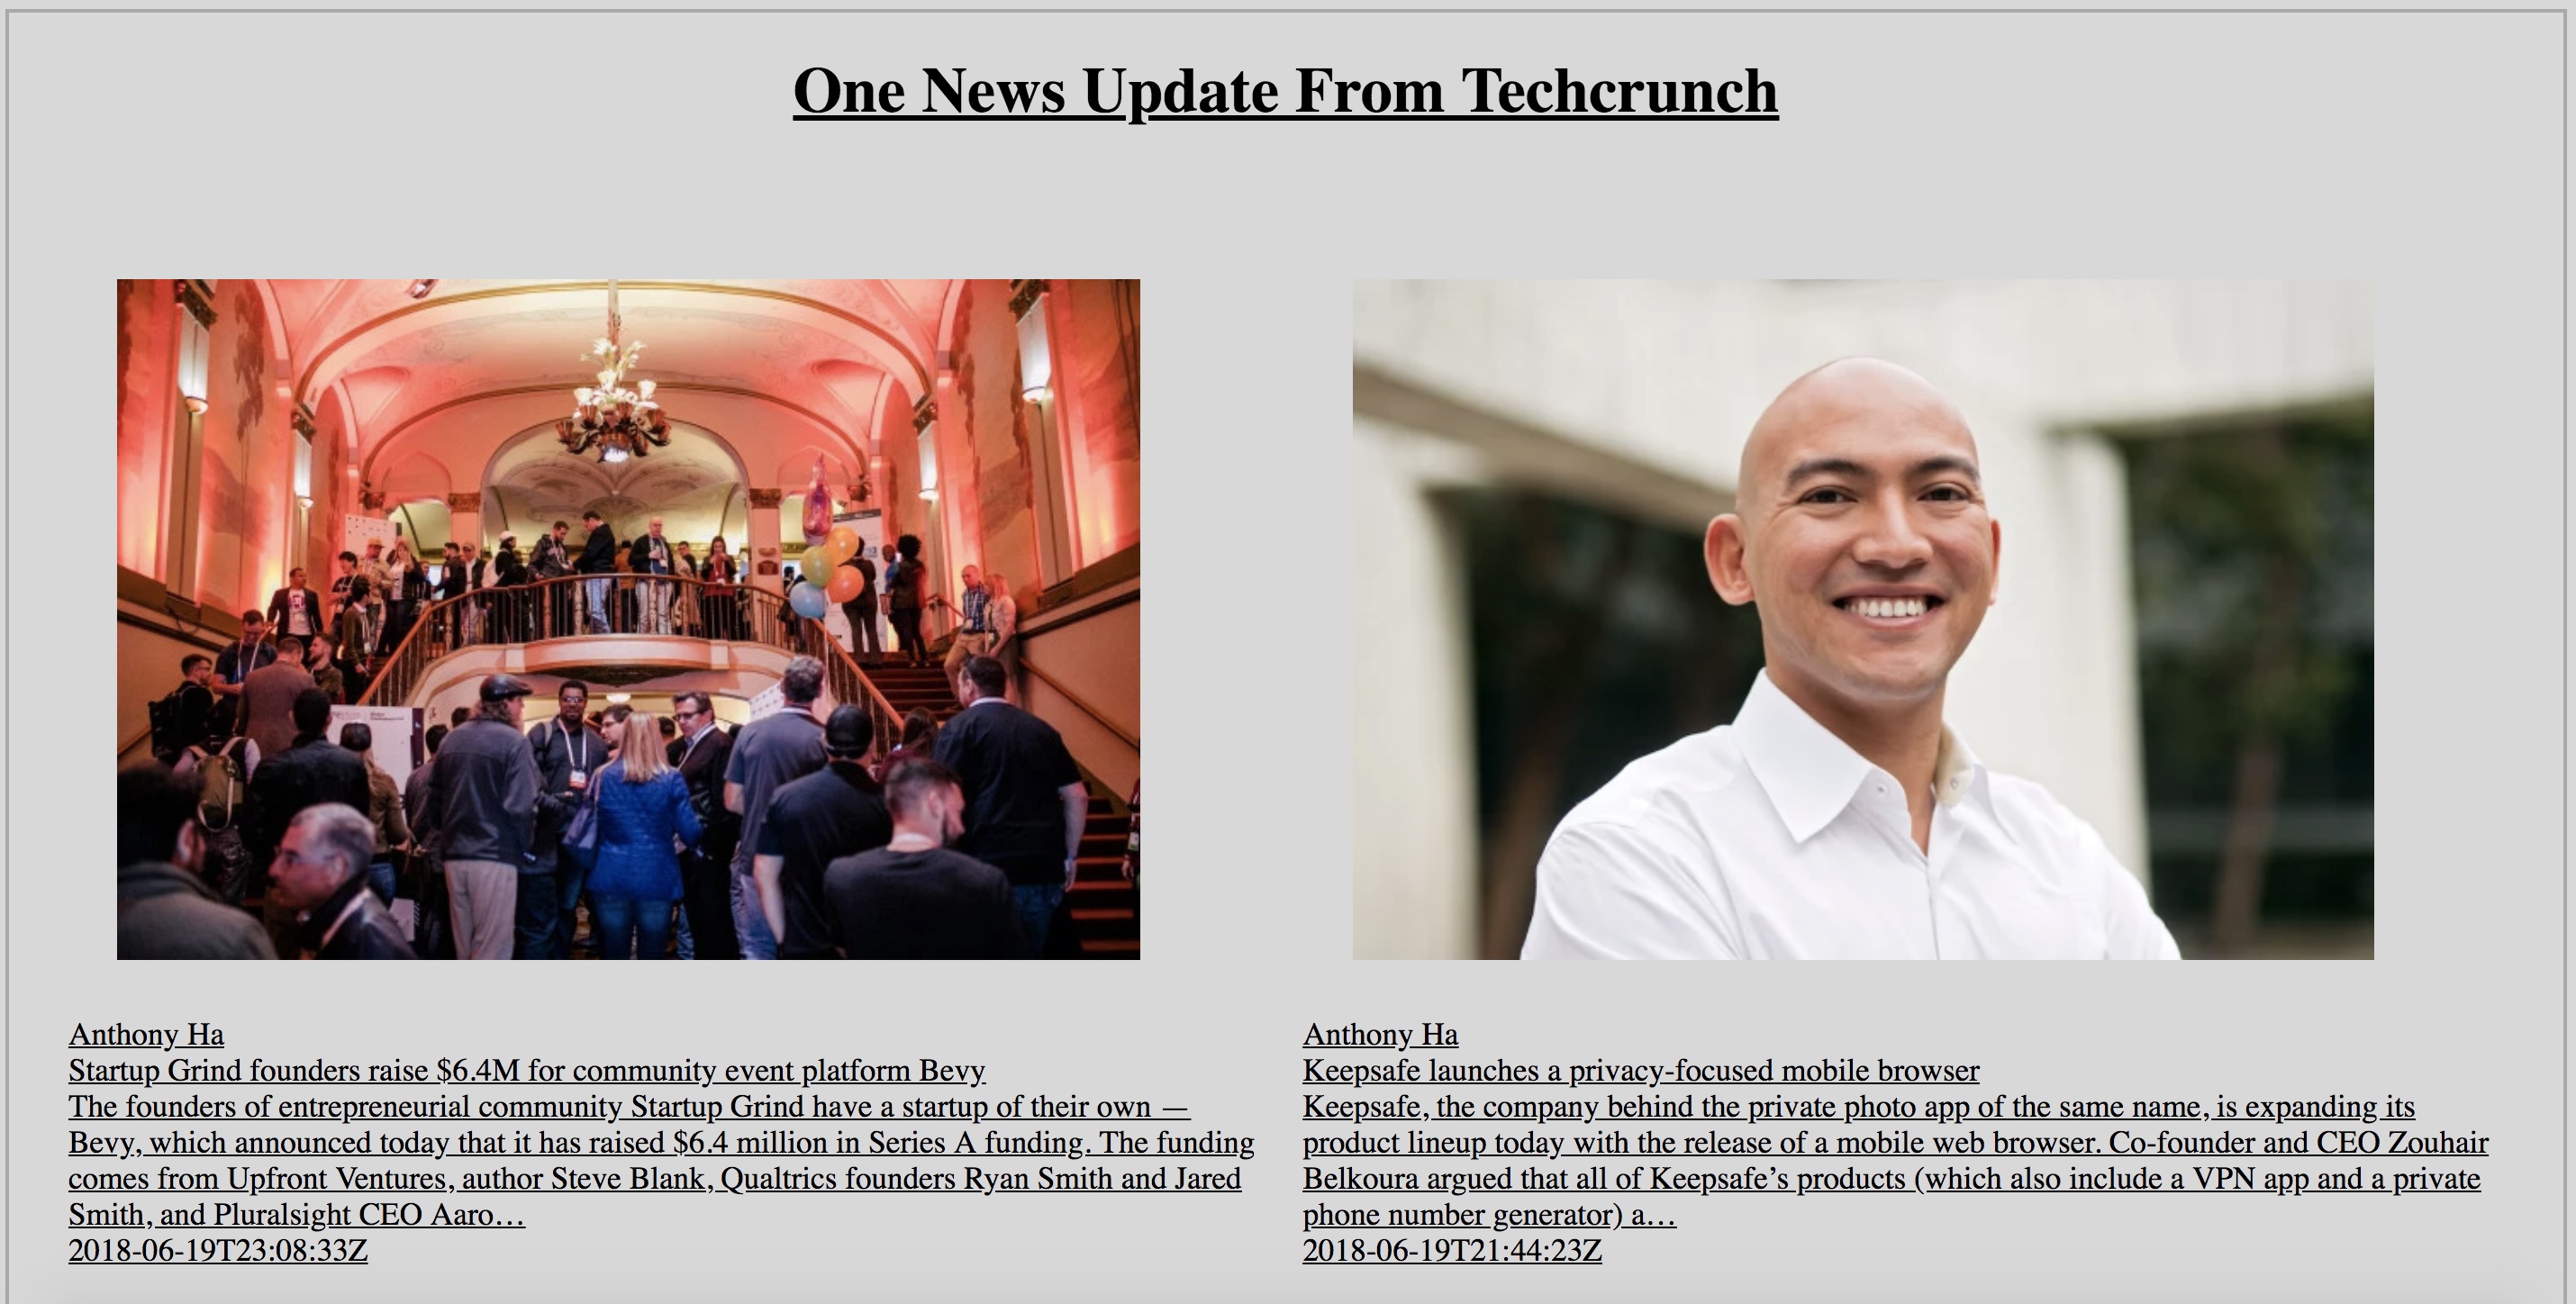 One News Update From Techcrunch
Anthony Ha
Startup Grind founders raise $6.4M for community event platform Bevy
The founders of entrepreneurial community Startup Grind have a startup of their own —
Bevy, which announced today that it has raised $6.4 million in Series A funding. The funding
comes from Upfront Ventures, author Steve Blank, Qualtrics founders Ryan Smith and Jared
Smith, and Pluralsight CEO Aaro…
2018-06-19T23:08:33Z
Anthony Ha
Keepsafe launches a privacy-focused mobile browser
Keepsafe, the company behind the private photo app of the same name, is expanding its
product lineup today with the release of a mobile web browser. Co-founder and CEO Zouhair
Belkoura argued that all of Keepsafe’s products (which also include a VPN app and a private
phone number generator) a…
2018-06-19T21:44:23Z